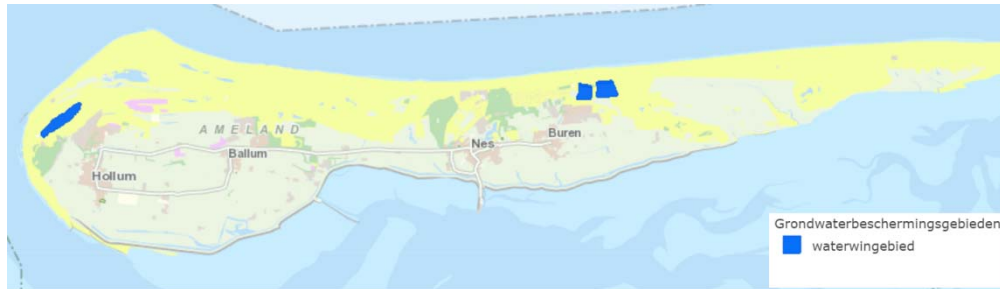 AMELAND
Nes
Buren
Ballum
Hollum
Grondwaterbeschermingsgebieden
waterwingebied